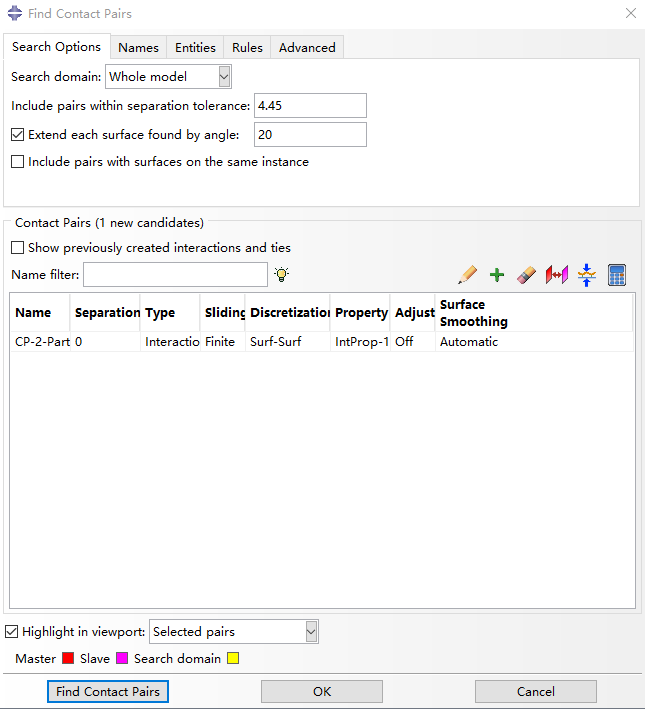 Find Contact Pairs
Search Options Names Entities Rules Advanced
Search domain: Whole model
Include pairs within separation tolerance: 4.45
Extend each surface found by angle: 20
Include pairs with surfaces on the same instance
Contact Pairs (1 new candidates)
Show previously created interactions and ties
Name filter:
Name Separation Type Sliding Discretization Property Adjust Surface Smoothing
CP-2-Part 0 Interactio Finite Surf-Surf IntProp-1 Off Automatic
Highlight in viewport: Selected pairs
Master Slave Search domain
Find Contact Pairs OK Cancel